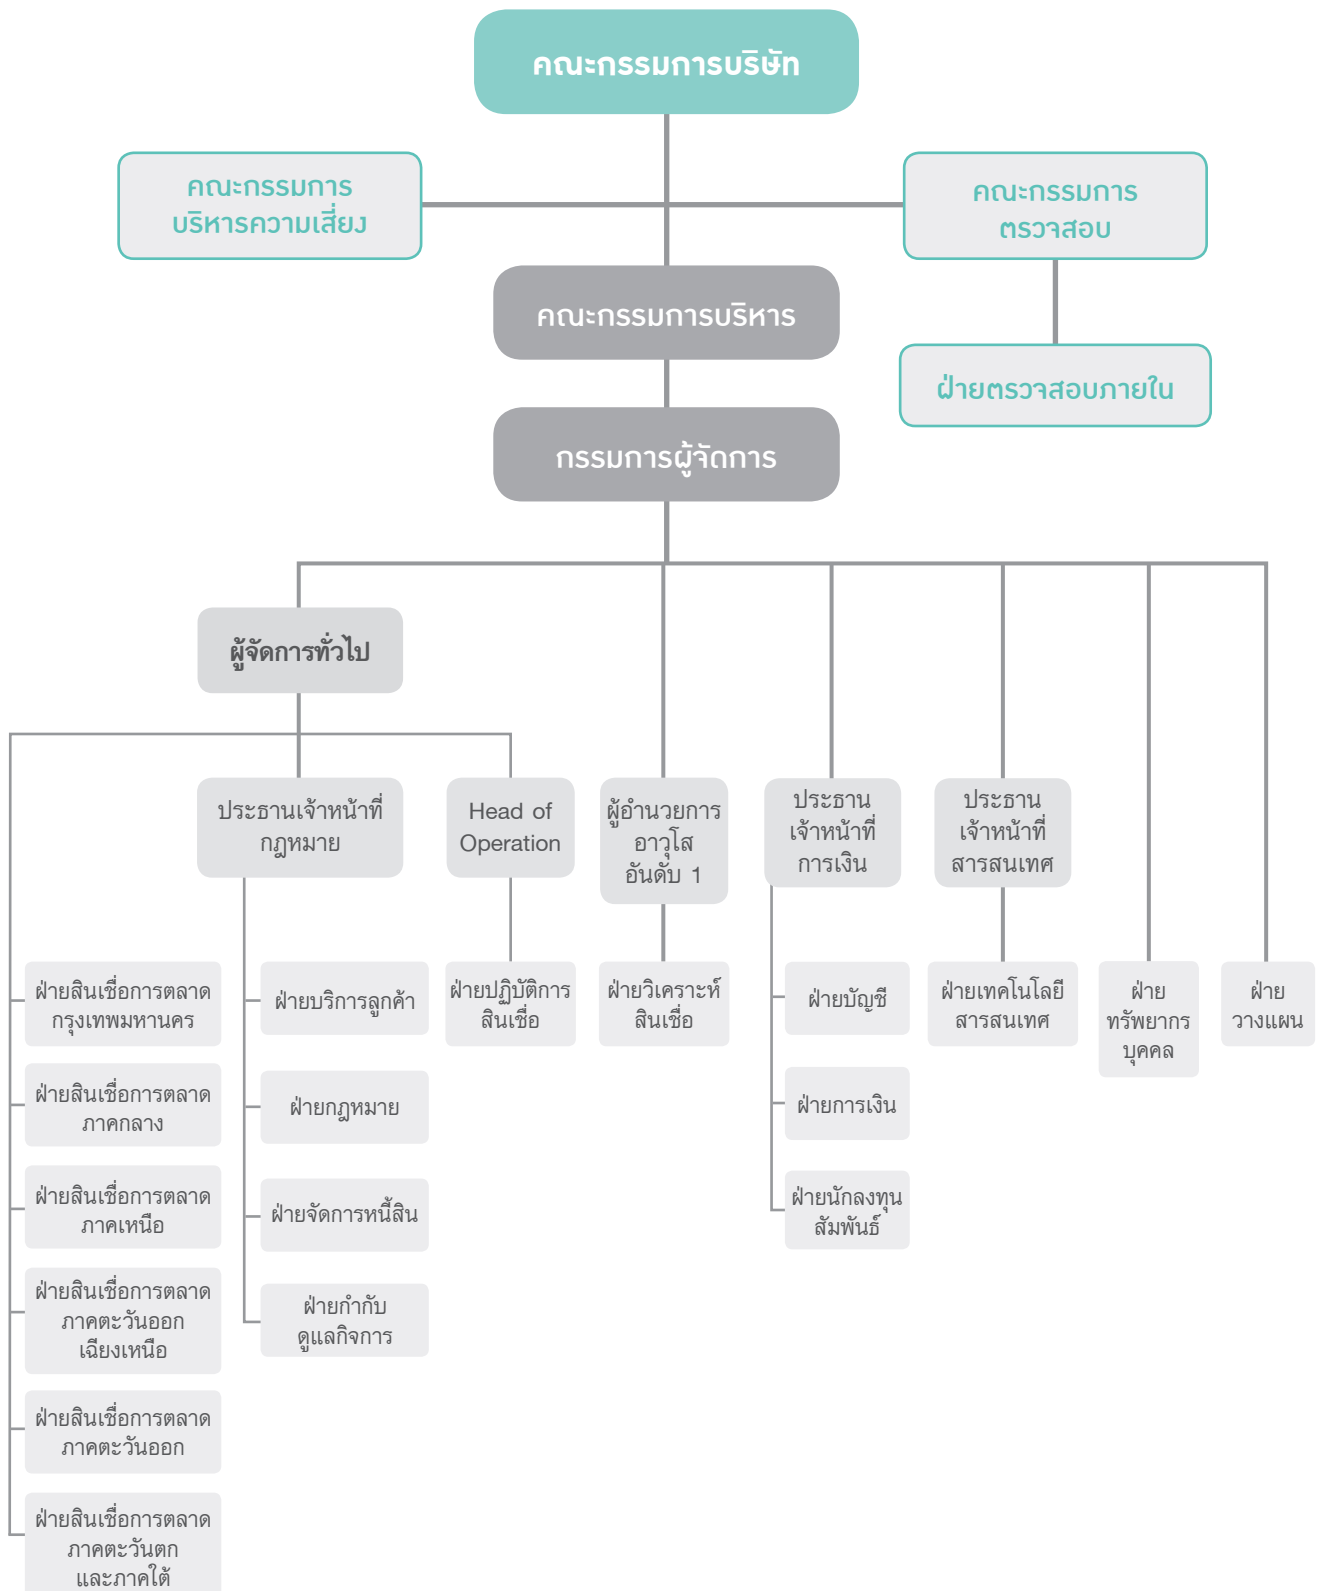 คณะกรรมการบริษัท
คณะกรรมการ
บริหารความเสี่ยง
คณะกรรมการ
ตรวจสอบ
คณะกรรมการบริหาร
ฝ่ายตรวจสอบภายใน
กรรมการผู้จัดการ
ผู้จัดการทั่วไป
ประธานเจ้าหน้าที่
กฎหมาย
Head of
Operation
ผู้อำนวยการ
อาวุโส
อันดับ 1
ประธาน
เจ้าหน้าที่
การเงิน
ประธาน
เจ้าหน้าที่
สารสนเทศ
ฝ่ายสินเชื่อการตลาด
กรุงเทพมหานคร
ฝ่ายสินเชื่อการตลาด
ภาคกลาง
ฝ่ายสินเชื่อการตลาด
ภาคเหนือ
ฝ่ายสินเชื่อการตลาด
ภาคตะวันออก
เฉียงเหนือ
ฝ่ายสินเชื่อการตลาด
ภาคตะวันออก
ฝ่ายสินเชื่อการตลาด
ภาคตะวันตก
และภาคใต้
ฝ่ายบริการลูกค้า
ฝ่ายกฎหมาย
ฝ่ายจัดการหนี้สิน
ฝ่ายกำกับ
ดูแลกิจการ
ฝ่ายปฏิบัติการ
สินเชื่อ
ฝ่ายวิเคราะห์
สินเชื่อ
ฝ่ายบัญชี
ฝ่ายการเงิน
ฝ่ายนักลงทุน
สัมพันธ์
ฝ่ายเทคโนโลยี
สารสนเทศ
ฝ่าย
ทรัพยากร
บุคคล
ฝ่าย
วางแผน